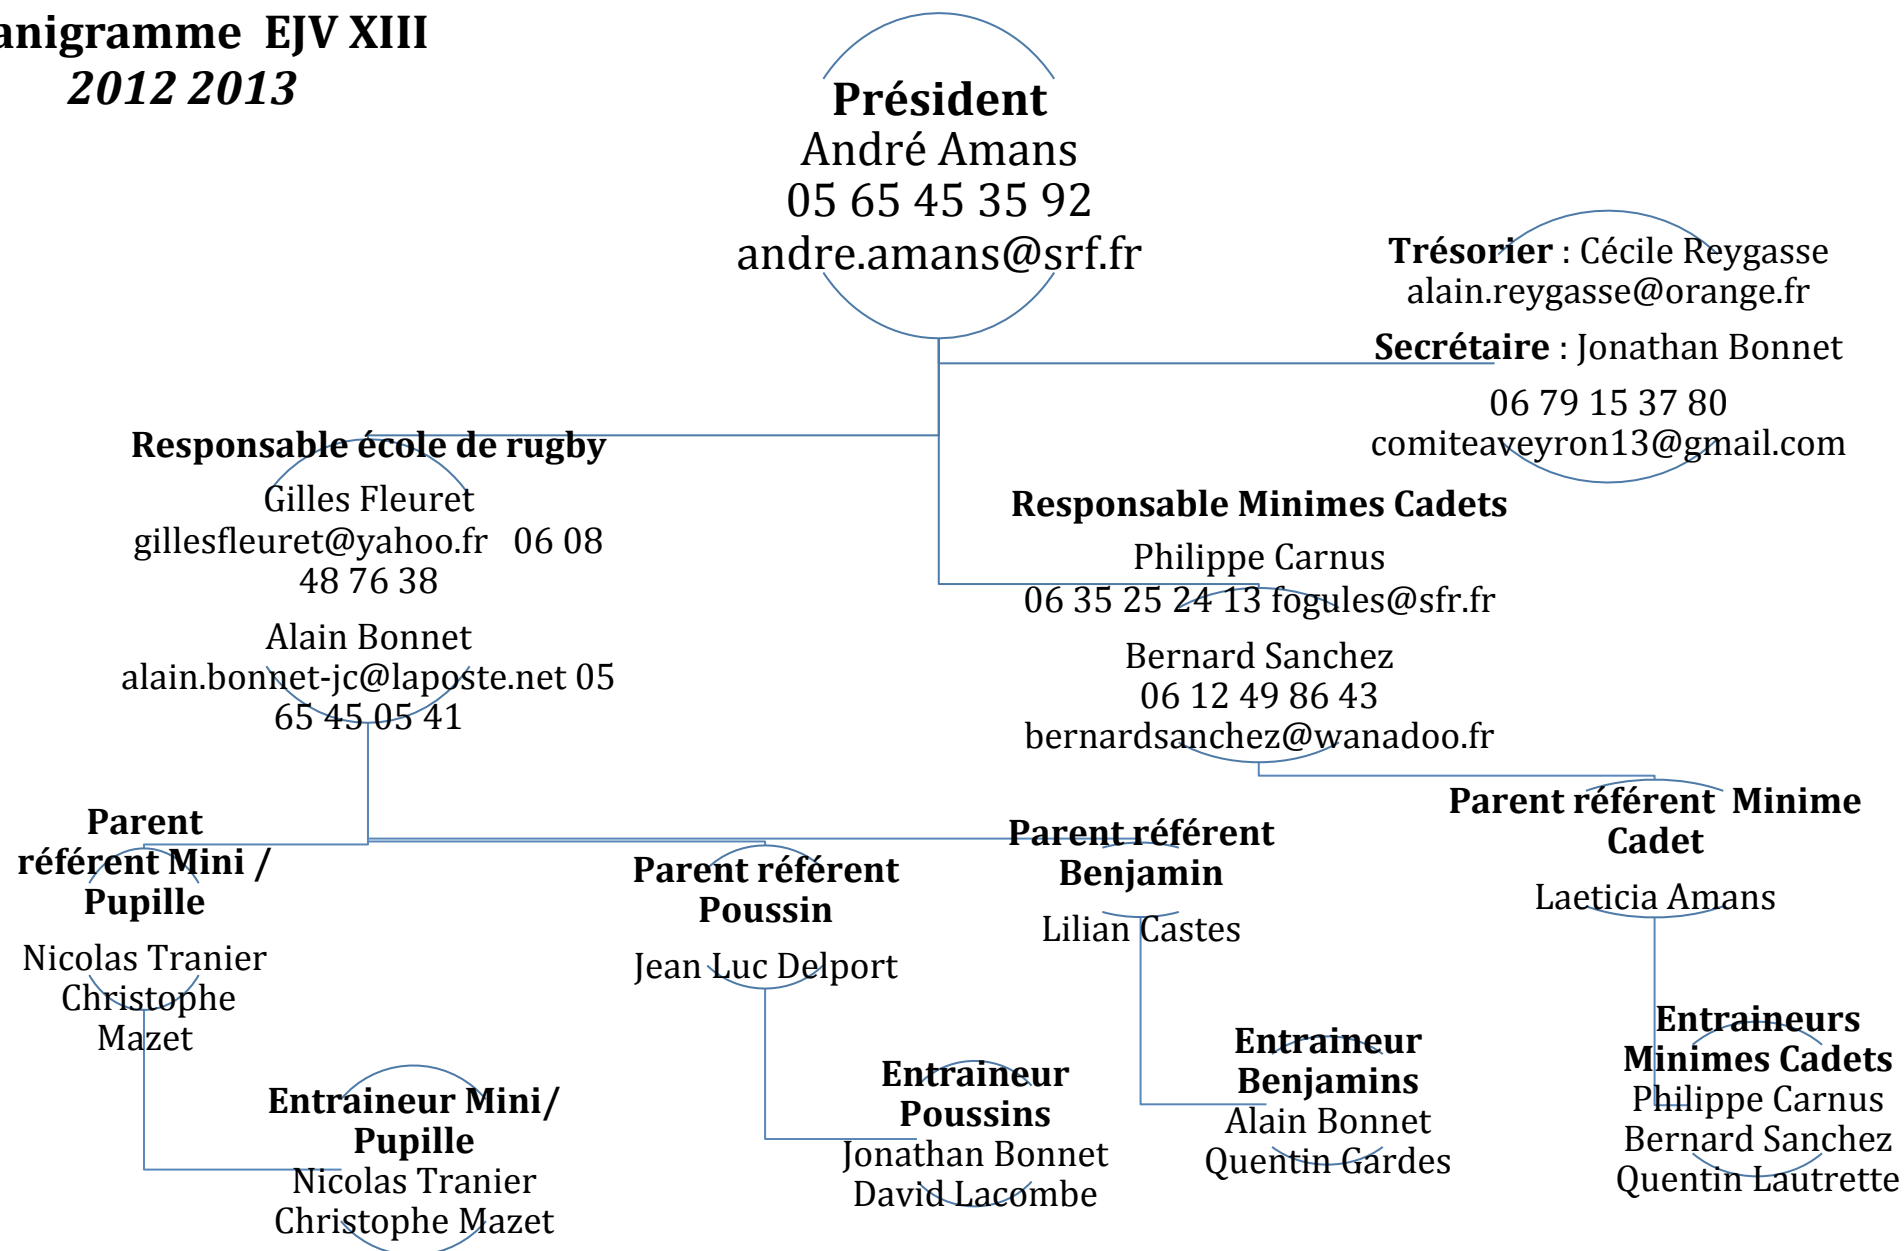 anigramme EJV XIII
2012 2013
Président
André Amans
05 65 45 35 92
andre.amans@srf.fr
Trésorier : Cécile Reygasse
alain.reygasse@orange.fr
Secrétaire : Jonathan Bonnet
06 79 15 37 80
comiteaveyron13@gmail.com
Responsable école de rugby
Gilles Fleuret
gillesfleuret@yahoo.fr 06 08
48 76 38
Alain Bonnet
alain.bonnet-jc@laposte.net 05
65 45 05 41
Responsable Minimes Cadets
Philippe Carnus
06 35 25 24 13 fogules@sfr.fr
Bernard Sanchez
06 12 49 86 43
bernardsanchez@wanadoo.fr
Parent
référent Mini /
Pupille
Nicolas Tranier
Christophe
Mazet
Parent référent
Poussin
Jean Luc Delport
Parent référent
Benjamin
Lilian Castes
Parent référent Minime
Cadet
Laeticia Amans
Entraineur Mini/
Pupille
Nicolas Tranier
Christophe Mazet
Entraineur
Poussins
Jonathan Bonnet
David Lacombe
Entraineur
Benjamins
Alain Bonnet
Quentin Gardes
Entraineurs
Minimes Cadets
Philippe Carnus
Bernard Sanchez
Quentin Lautrette